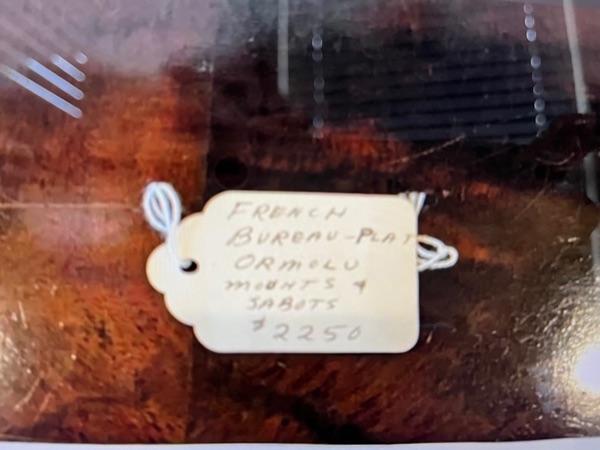 FRENCH
BUREAU-PLAT
ORMOLU
MOUNTS &
SABOTS
$2250